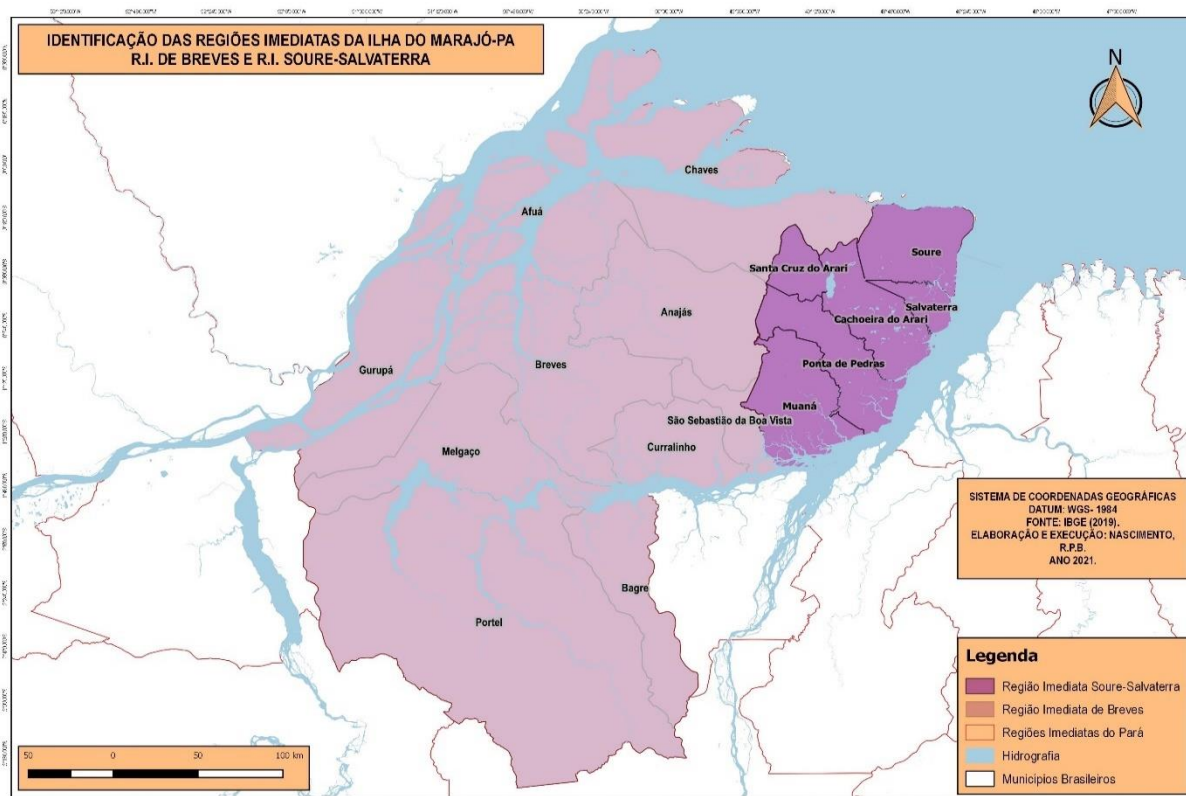 IDENTIFICAÇÃO DAS REGIÕES IMEDIATAS DA ILHA DO MARAJÓ-PA
R.I. DE BREVES E R.I. SOURE-SALVATERRA
N
Chaves
Afuá
Soure
Santa Cruz do Arari
Salvaterra
Cachoeira do Arari
Anajás
Breves
Ponta de Pedras
Gurupá
Muaná
São Sebastião da Boa Vista
Curralinho
Melgaço
Bagre
Portel
SISTEMA DE COORDENADAS GEOGRÁFICAS
DATUM: WGS- 1984
FONTE: IBGE (2019).
ELABORAÇÃO E EXECUÇÃO: NASCIMENTO,
R.P.B.
ANO 2021.
Legenda
Região Imediata Soure-Salvaterra
Região Imediata de Breves
Regiões Imediatas do Pará
Hidrografia
Municípios Brasileiros
50 0 50 100 km